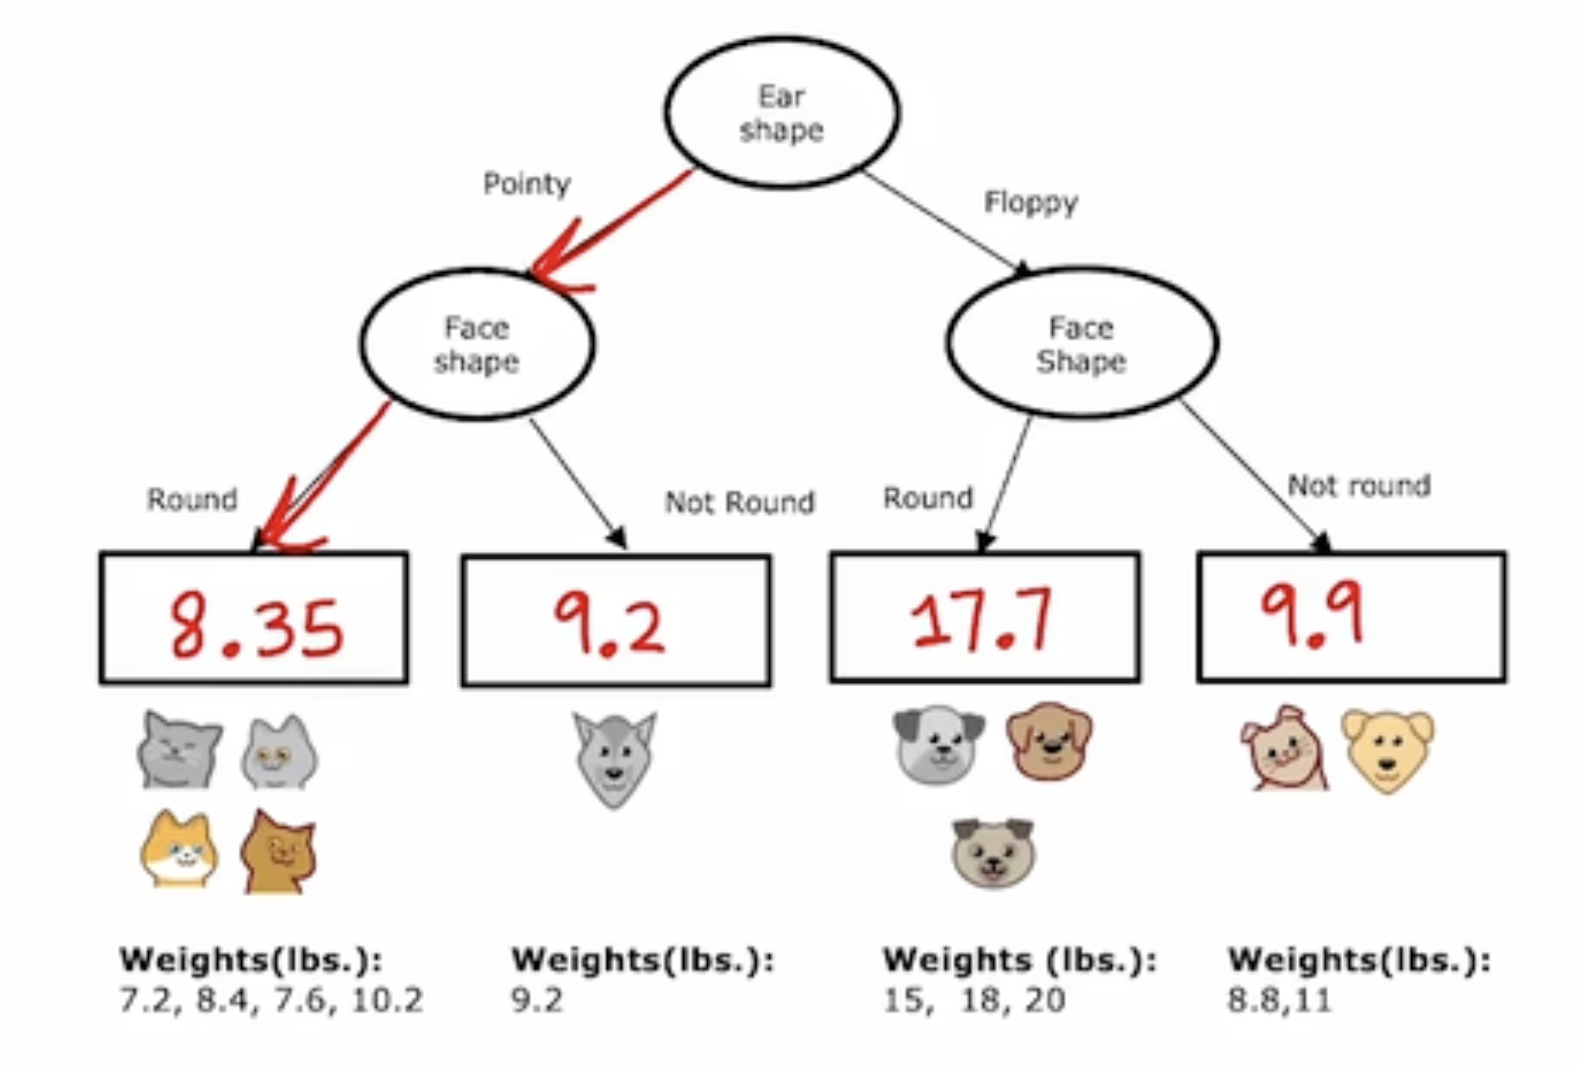 Ear
shape
Pointy
Floppy
Face
shape
Face
Shape
Round
Not Round
Round
Not round
8.35
9.2
17.7
9.9
Weights(lbs.):
7.2, 8.4, 7.6, 10.2
Weights(lbs.):
9.2
Weights (lbs.):
15, 18, 20
Weights(lbs.):
8.8,11